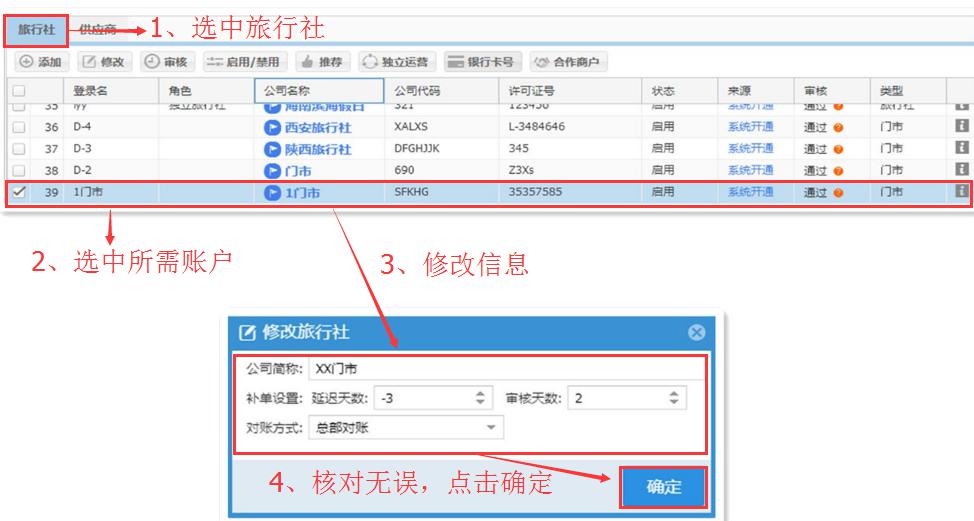 旅行社 供应商 1、选中旅行社
添加 修改 审核 启用/禁用 推荐 独立运营 银行卡号 合作商户
登录名 角色 公司名称 公司代码 许可证号 状态 来源 审核 类型
35 独立旅行社 海南滨海假日 321 123456 启用 系统开通 通过 旅行社
36 D-4 西安旅行社 XALXS L-3484646 启用 系统开通 通过 门市
37 D-3 陕西旅行社 DFGHJJK 345 启用 系统开通 通过 门市
38 D-2 门市 690 Z3Xs 启用 系统开通 通过 门市
39 1门市 1门市 SFKHG 35357585 启用 系统开通 通过 门市
2、选中所需账户
3、修改信息
修改旅行社
公司简称: XX门市
补单设置: 延迟天数: -3 审核天数: 2
对账方式: 总部对账
4、核对无误，点击确定
确定